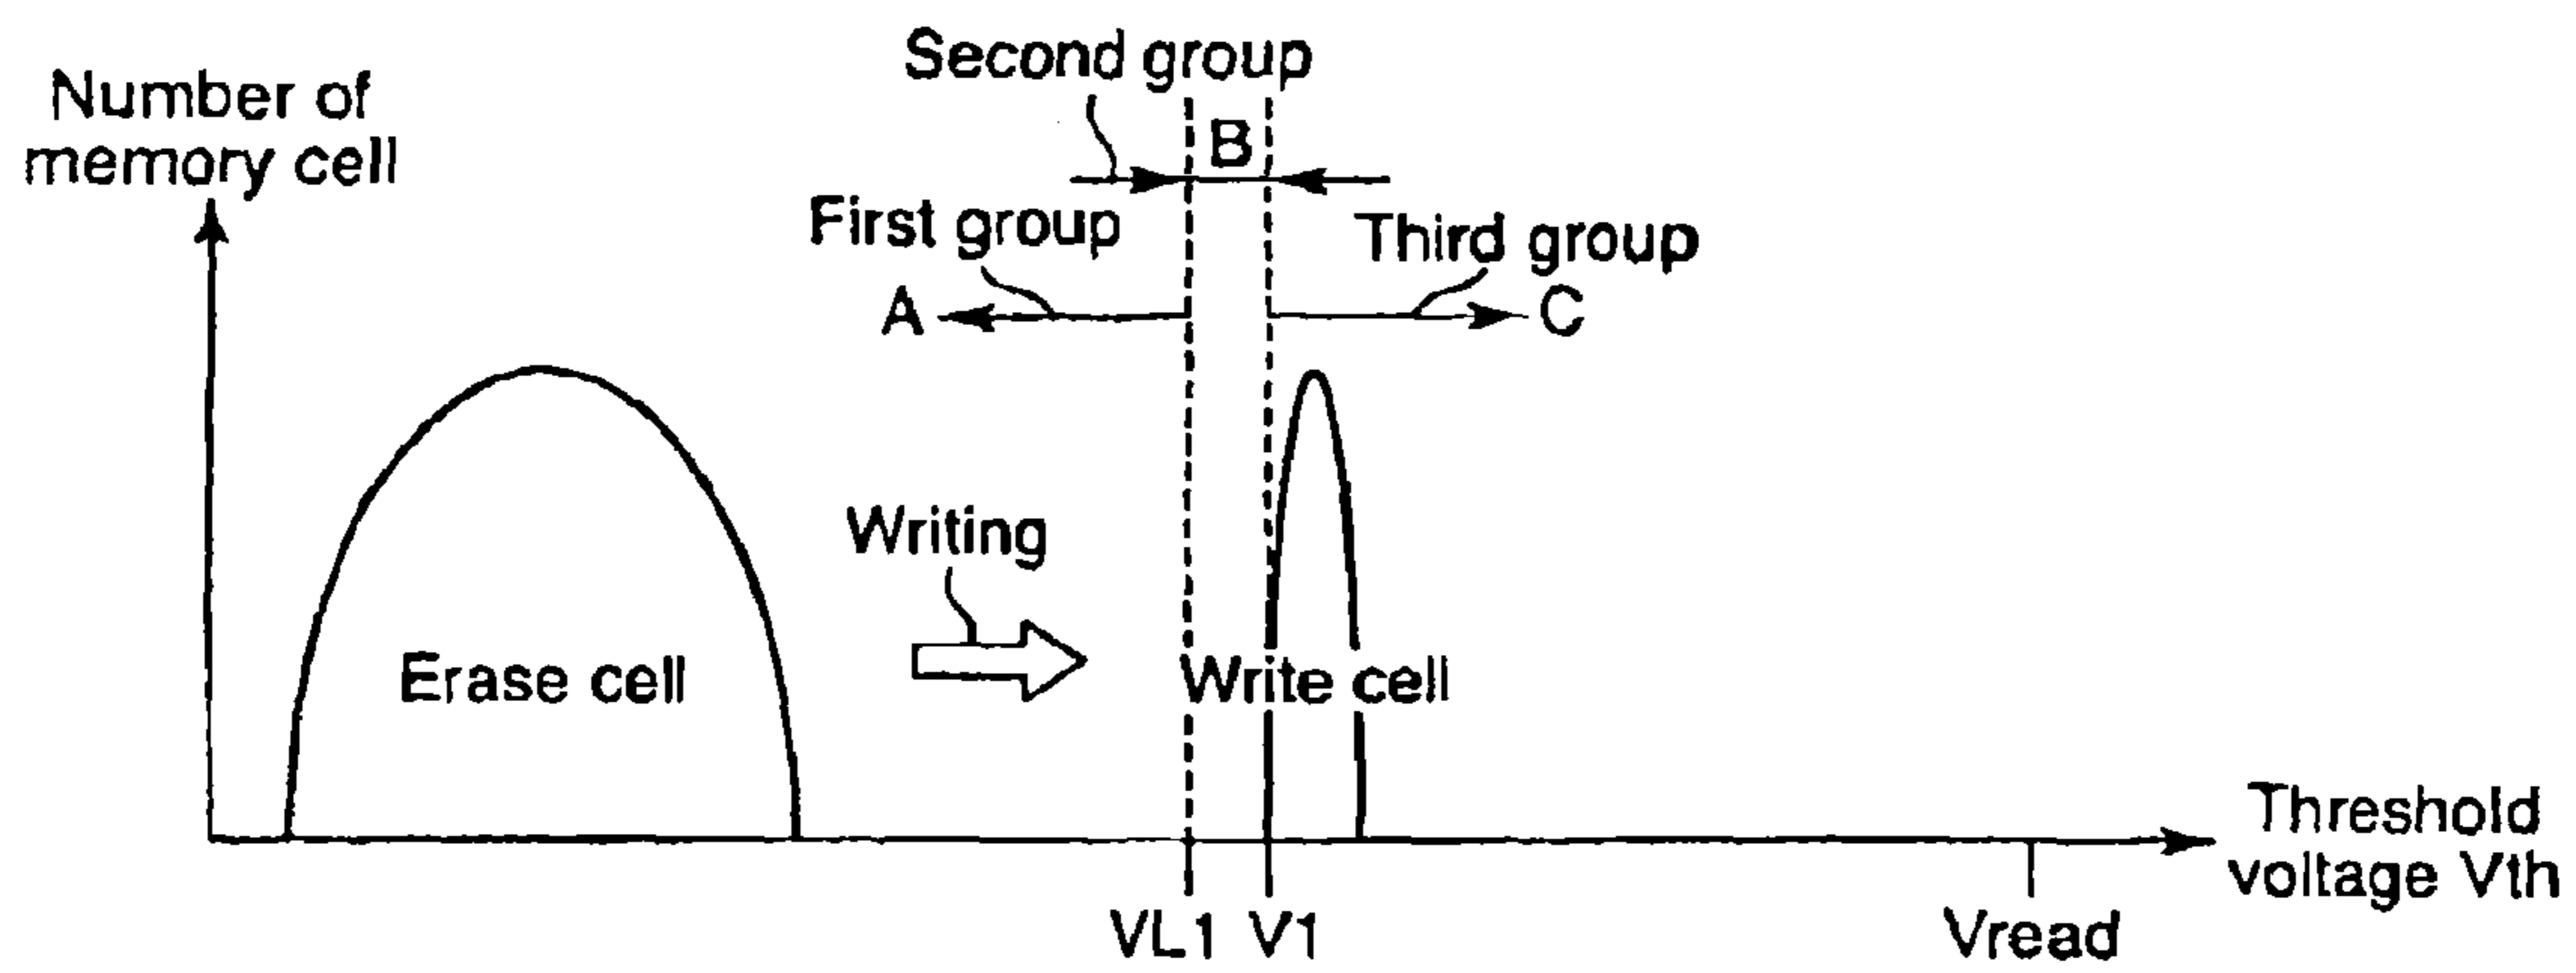 Second group
Number of
memory cell
B
First group
Third group
A
C
Writing
Erase cell
Write cell
Threshold
voltage Vth
VL1
V1
Vread